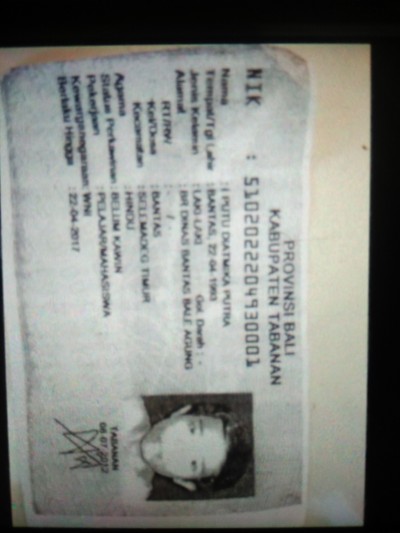 PROVINSI BALI
KABUPATEN TABANAN
NIK : 5102022204930001
Nama : I PUTU DIATMIKA PUTRA
Tempat/Tgl Lahir : BANTAS, 22-04-1993
Jenis Kelamin : LAKI-LAKI Gol. Darah : -
Alamat : BR DINAS BANTAS BALE AGUNG
RT/RW : - / -
Kel/Desa : BANTAS
Kecamatan : SELEMADEG TIMUR
Agama : HINDU
Status Perkawinan : BELUM KAWIN
Pekerjaan : PELAJAR/MAHASISWA
Kewarganegaraan : WNI
Berlaku Hingga : 22-04-2017
TABANAN
06-07-2012